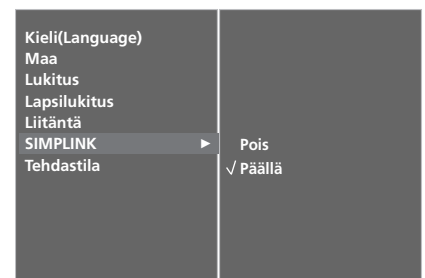 Kieli(Language)
Maa
Lukitus
Lapsilukitus
Liitäntä
SIMPLINK ►
Tehdastila
Pois
√ Päällä